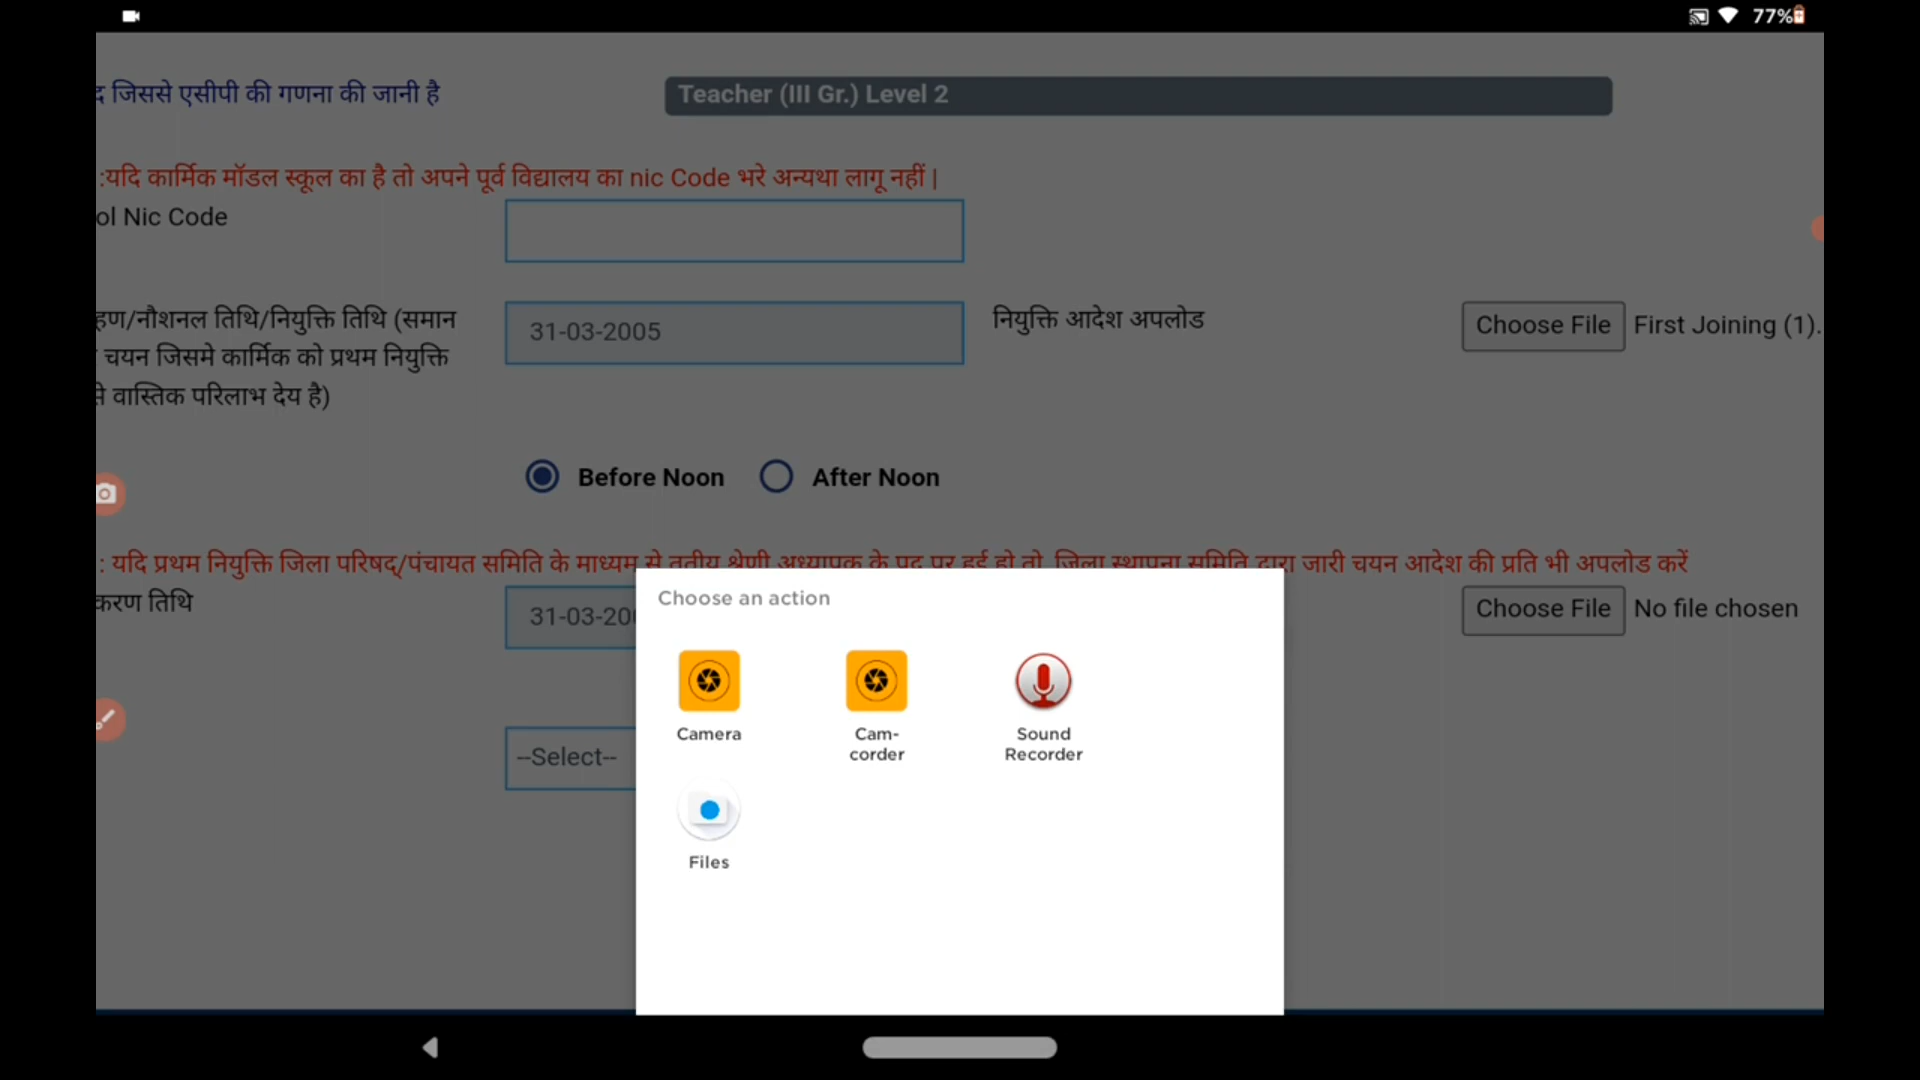 77%
जिससे एसीपी की गणना की जानी है
Teacher (III Gr.) Level 2
:यदि कार्मिक मॉडल स्कूल का है तो अपने पूर्व विद्यालय का nic Code भरे अन्यथा लागू नहीं |
ol Nic Code
हण/नौशनल तिथि/नियुक्ति तिथि (समान
चयन जिसमे कार्मिक को प्रथम नियुक्ति
से वास्तिक परिलाभ देय है)
31-03-2005
नियुक्ति आदेश अपलोड
Choose File First Joining (1).
Before Noon After Noon
: यदि प्रथम नियुक्ति जिला परिषद्/पंचायत समिति के माध्यम से तृतीय श्रेणी अध्यापक के पद पर हुई हो तो, जिला स्थापना समिति द्वारा जारी चयन आदेश की प्रति भी अपलोड करें
करण तिथि
31-03-20
Choose File No file chosen
--Select--
Choose an action
Camera
Cam-
corder
Sound
Recorder
Files